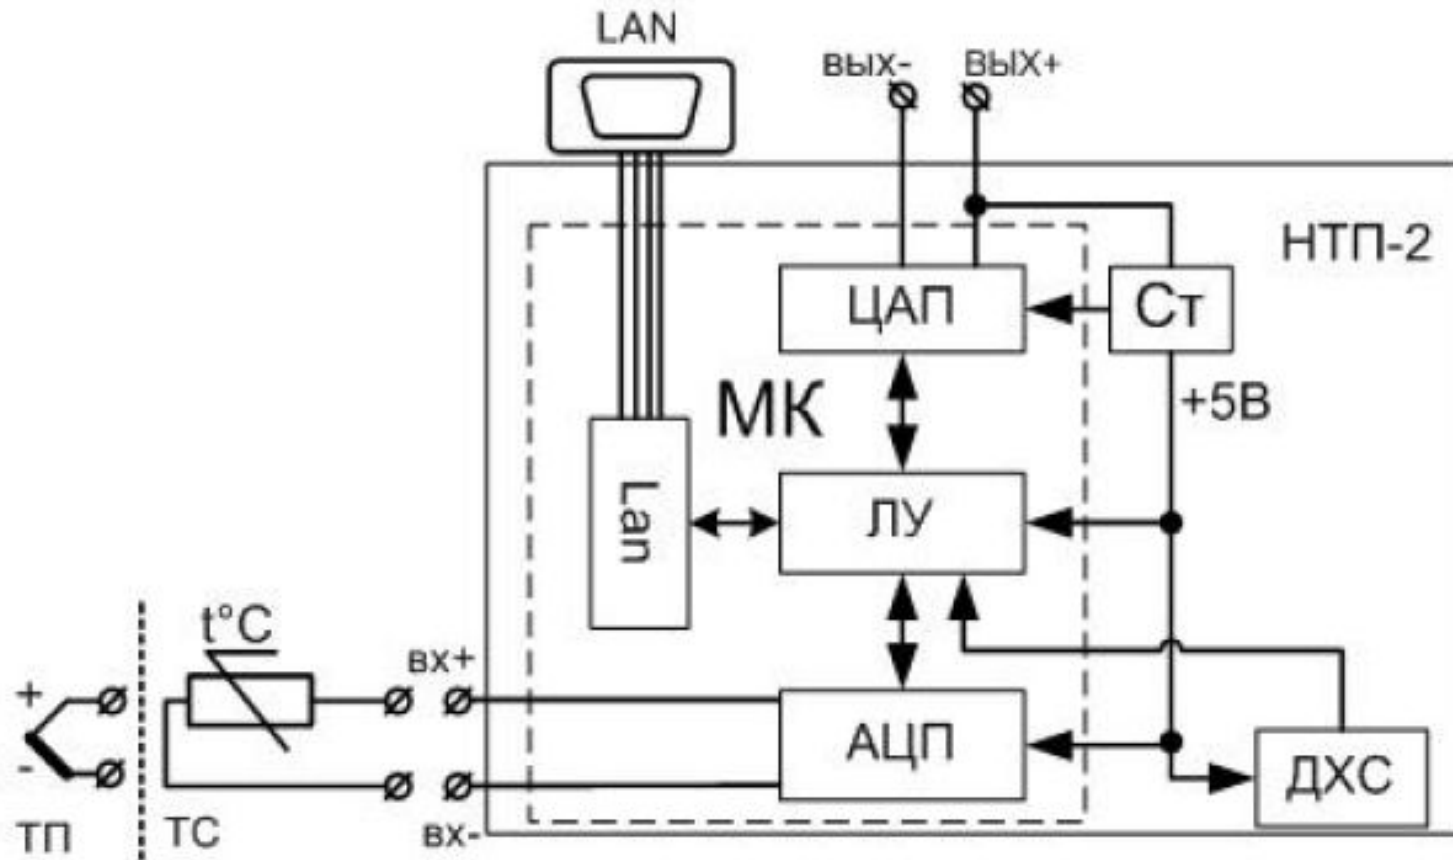 LAN
вых- ВЫХ+
НТП-2
ЦАП
Ст
МК
+5В
Lan
ЛУ
t°C
вх+
+
АЦП
-
ДХС
ТП
ТС
вх-